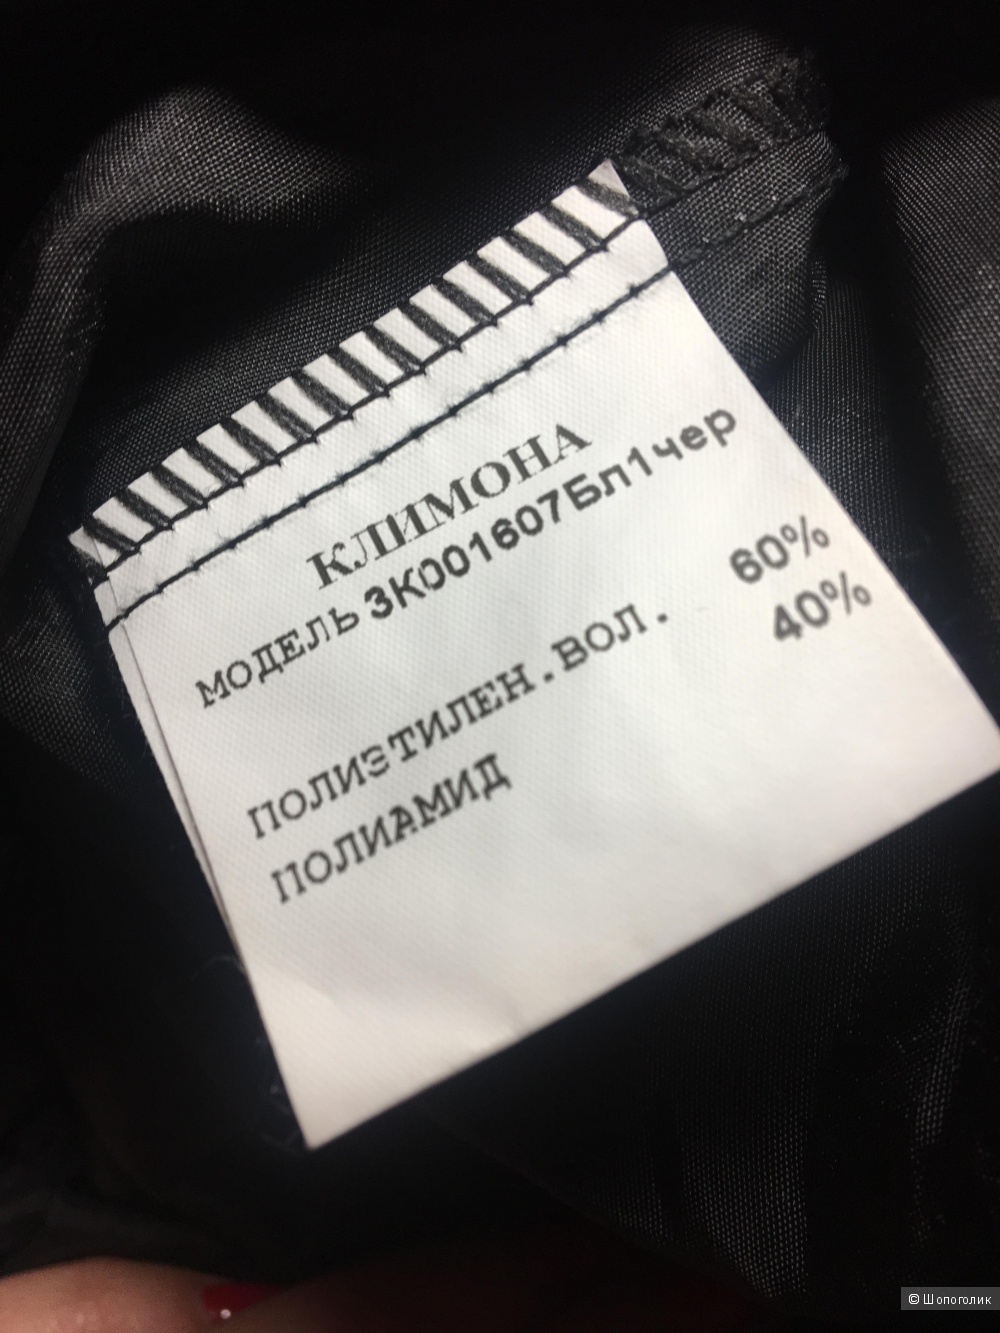 КЛИМОНА
МОДЕЛЬ 3К001607Бл1чер
ПОЛИЭТИЛЕН.ВОЛ. 60%
ПОЛИАМИД 40%
© Шопоголик